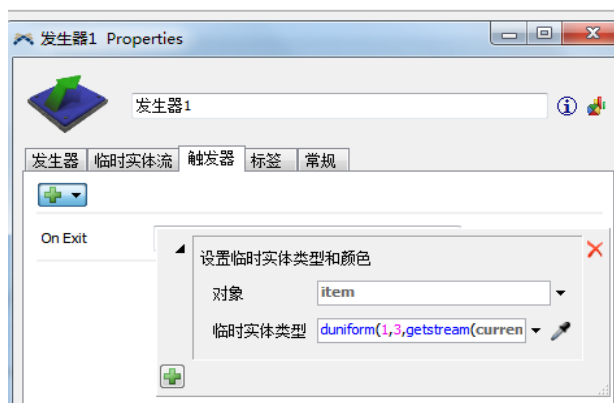 发生器1 Properties
发生器1
发生器 临时实体流 触发器 标签 常规
On Exit
设置临时实体类型和颜色
对象 item
临时实体类型 duniform(1,3,getstream(curren